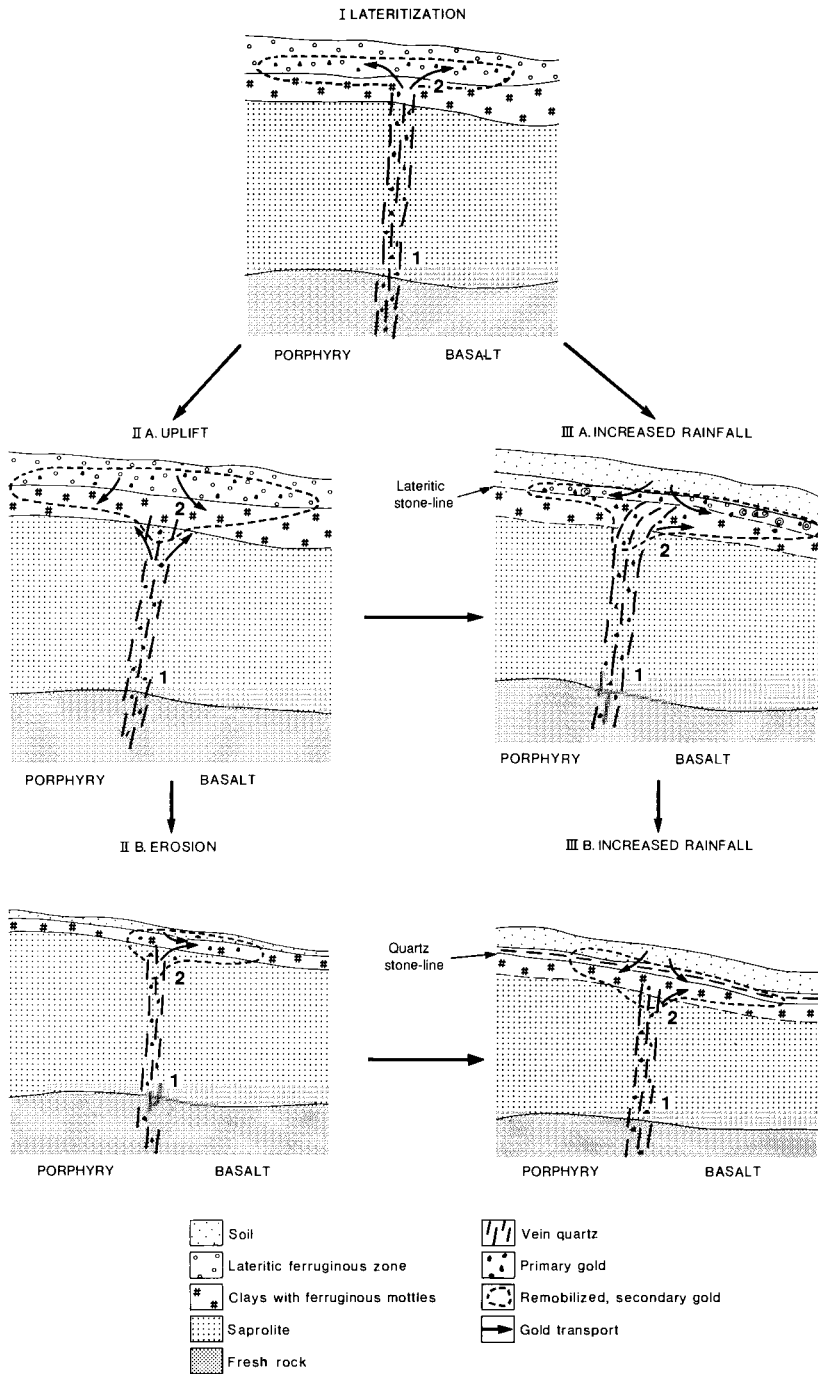 I LATERITIZATION
2
1
PORPHYRY BASALT
II A. UPLIFT
2
1
PORPHYRY BASALT
III A. INCREASED RAINFALL
Lateritic
stone-line
2
1
PORPHYRY BASALT
II B. EROSION
2
1
PORPHYRY BASALT
III B. INCREASED RAINFALL
Quartz
stone-line
2
1
PORPHYRY BASALT
Soil
Lateritic ferruginous zone
Clays with ferruginous mottles
Saprolite
Fresh rock
Vein quartz
Primary gold
Remobilized, secondary gold
Gold transport